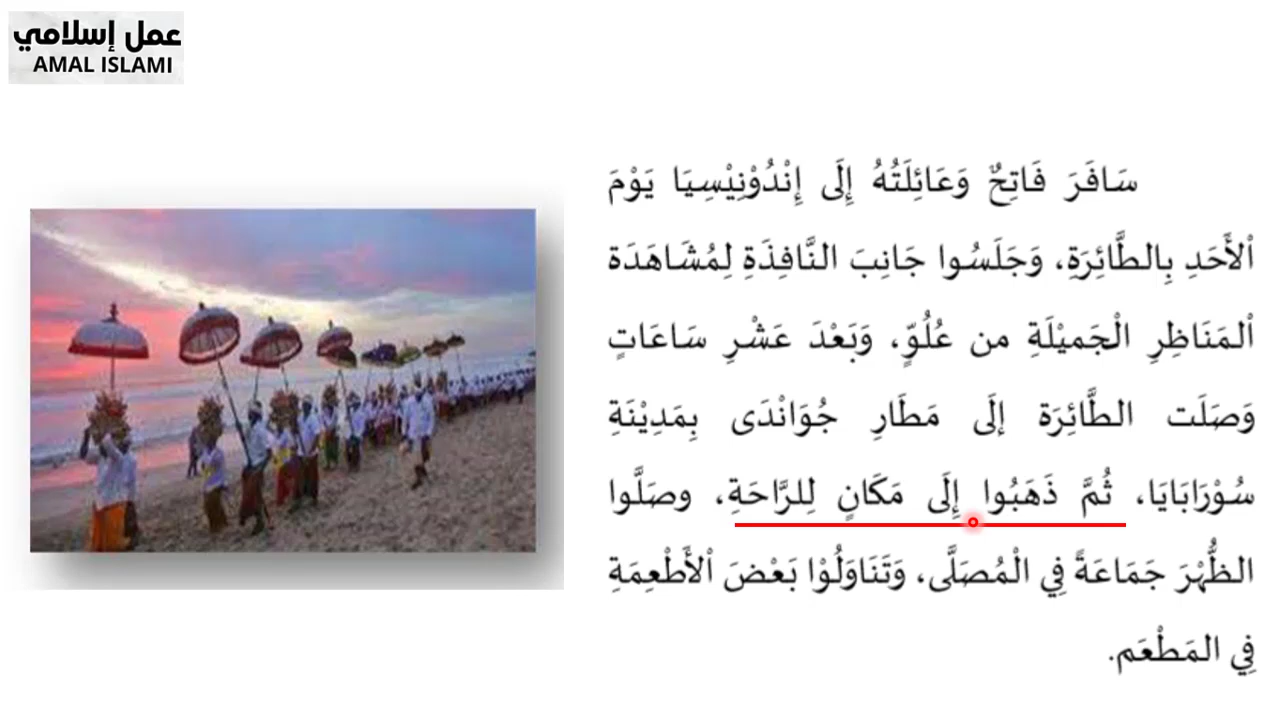 عمل إسلامي
AMAL ISLAMI
سَافَرَ فَاتِحٌ وَعَائِلَتُهُ إِلَى إِنْدُوْنِيْسِيَا يَوْمَ
اْلأَحَدِ بِالطَّائِرَةِ، وَجَلَسُوا جَانِبَ النَّافِذَةِ لِمُشَاهَدَة
اْلمَنَاظِرِ الْجَمِيْلَةِ من عُلُوٍّ، وَبَعْدَ عَشْرِ سَاعَاتٍ
وَصَلَت الطَّائِرَة إلَى مَطَارِ جُوَانْدَى بِمَدِيْنَةِ
سُوْرَابَايَا، ثُمَّ ذَهَبُوا إِلَى مَكَانٍ لِلرَّاحَةِ، وصَلَّوا
الظُّهْرَ جَمَاعَةً فِي الْمُصَلَّى، وَتَنَاوَلُوْا بَعْضَ اْلأَطْعِمَةِ
فِي المَطْعَم.